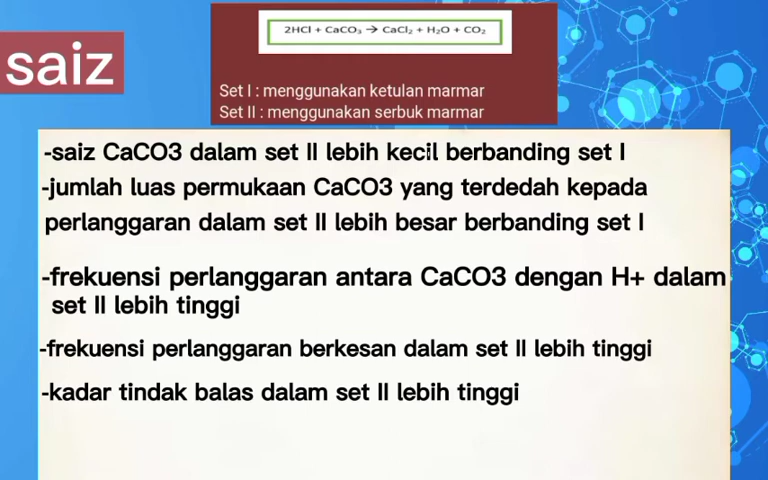 saiz
2HCl + CaCO₃ → CaCl₂ + H₂O + CO₂
Set I : menggunakan ketulan marmar
Set II : menggunakan serbuk marmar
-saiz CaCO3 dalam set II lebih kecil berbanding set I
-jumlah luas permukaan CaCO3 yang terdedah kepada
perlanggaran dalam set II lebih besar berbanding set I
-frekuensi perlanggaran antara CaCO3 dengan H+ dalam
set II lebih tinggi
-frekuensi perlanggaran berkesan dalam set II lebih tinggi
-kadar tindak balas dalam set II lebih tinggi